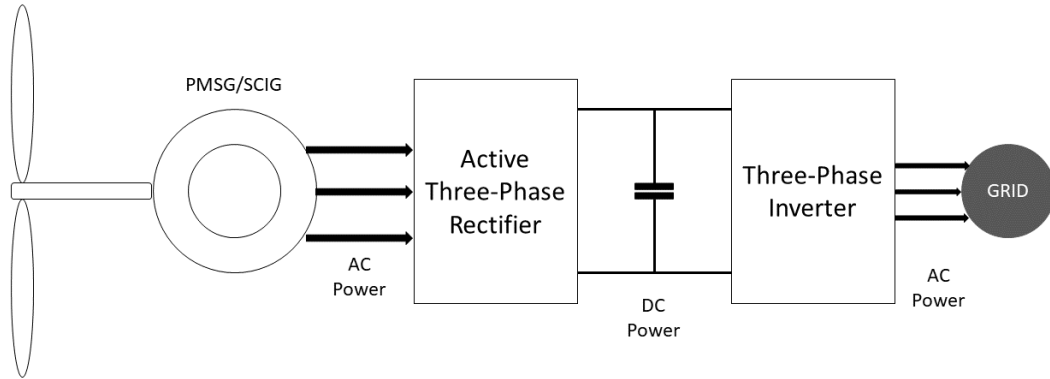 PMSG/SCIG
Active
Three-Phase
Rectifier
Three-Phase
Inverter
GRID
AC
Power
DC
Power
AC
Power